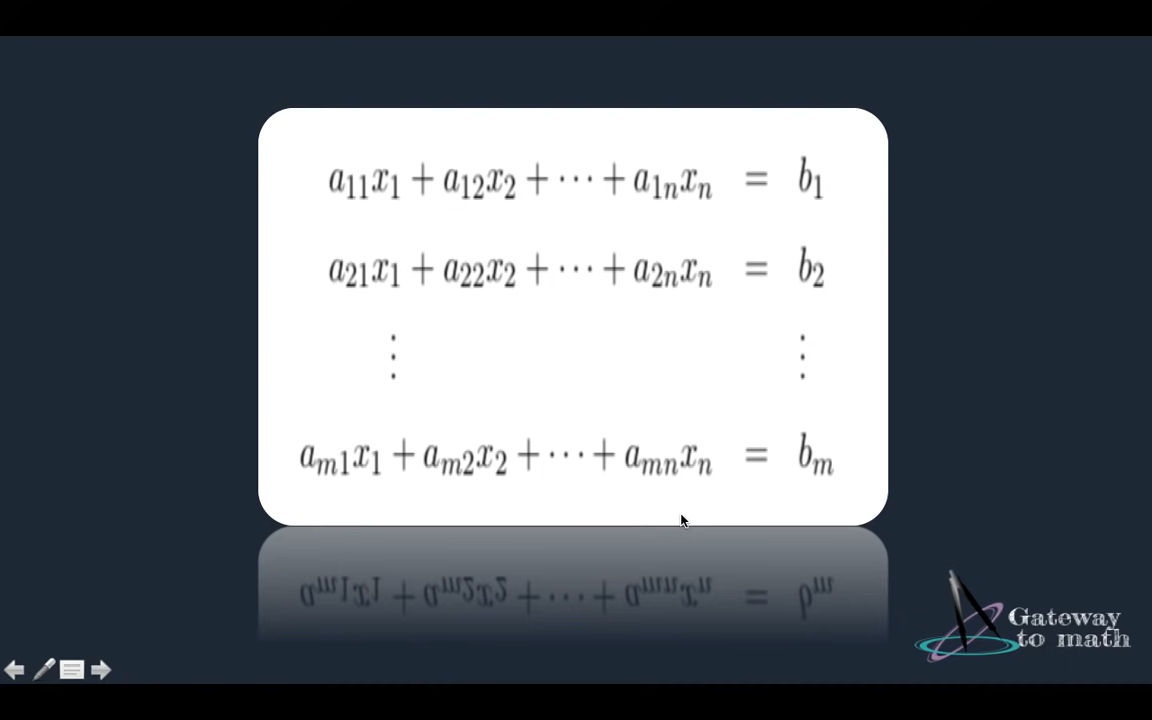 a₁₁x₁ + a₁₂x₂ + ⋯ + a₁ₙxₙ = b₁
a₂₁x₁ + a₂₂x₂ + ⋯ + a₂ₙxₙ = b₂
⋮ ⋮
aₘ₁x₁ + aₘ₂x₂ + ⋯ + aₘₙxₙ = bₘ
Gateway
to math